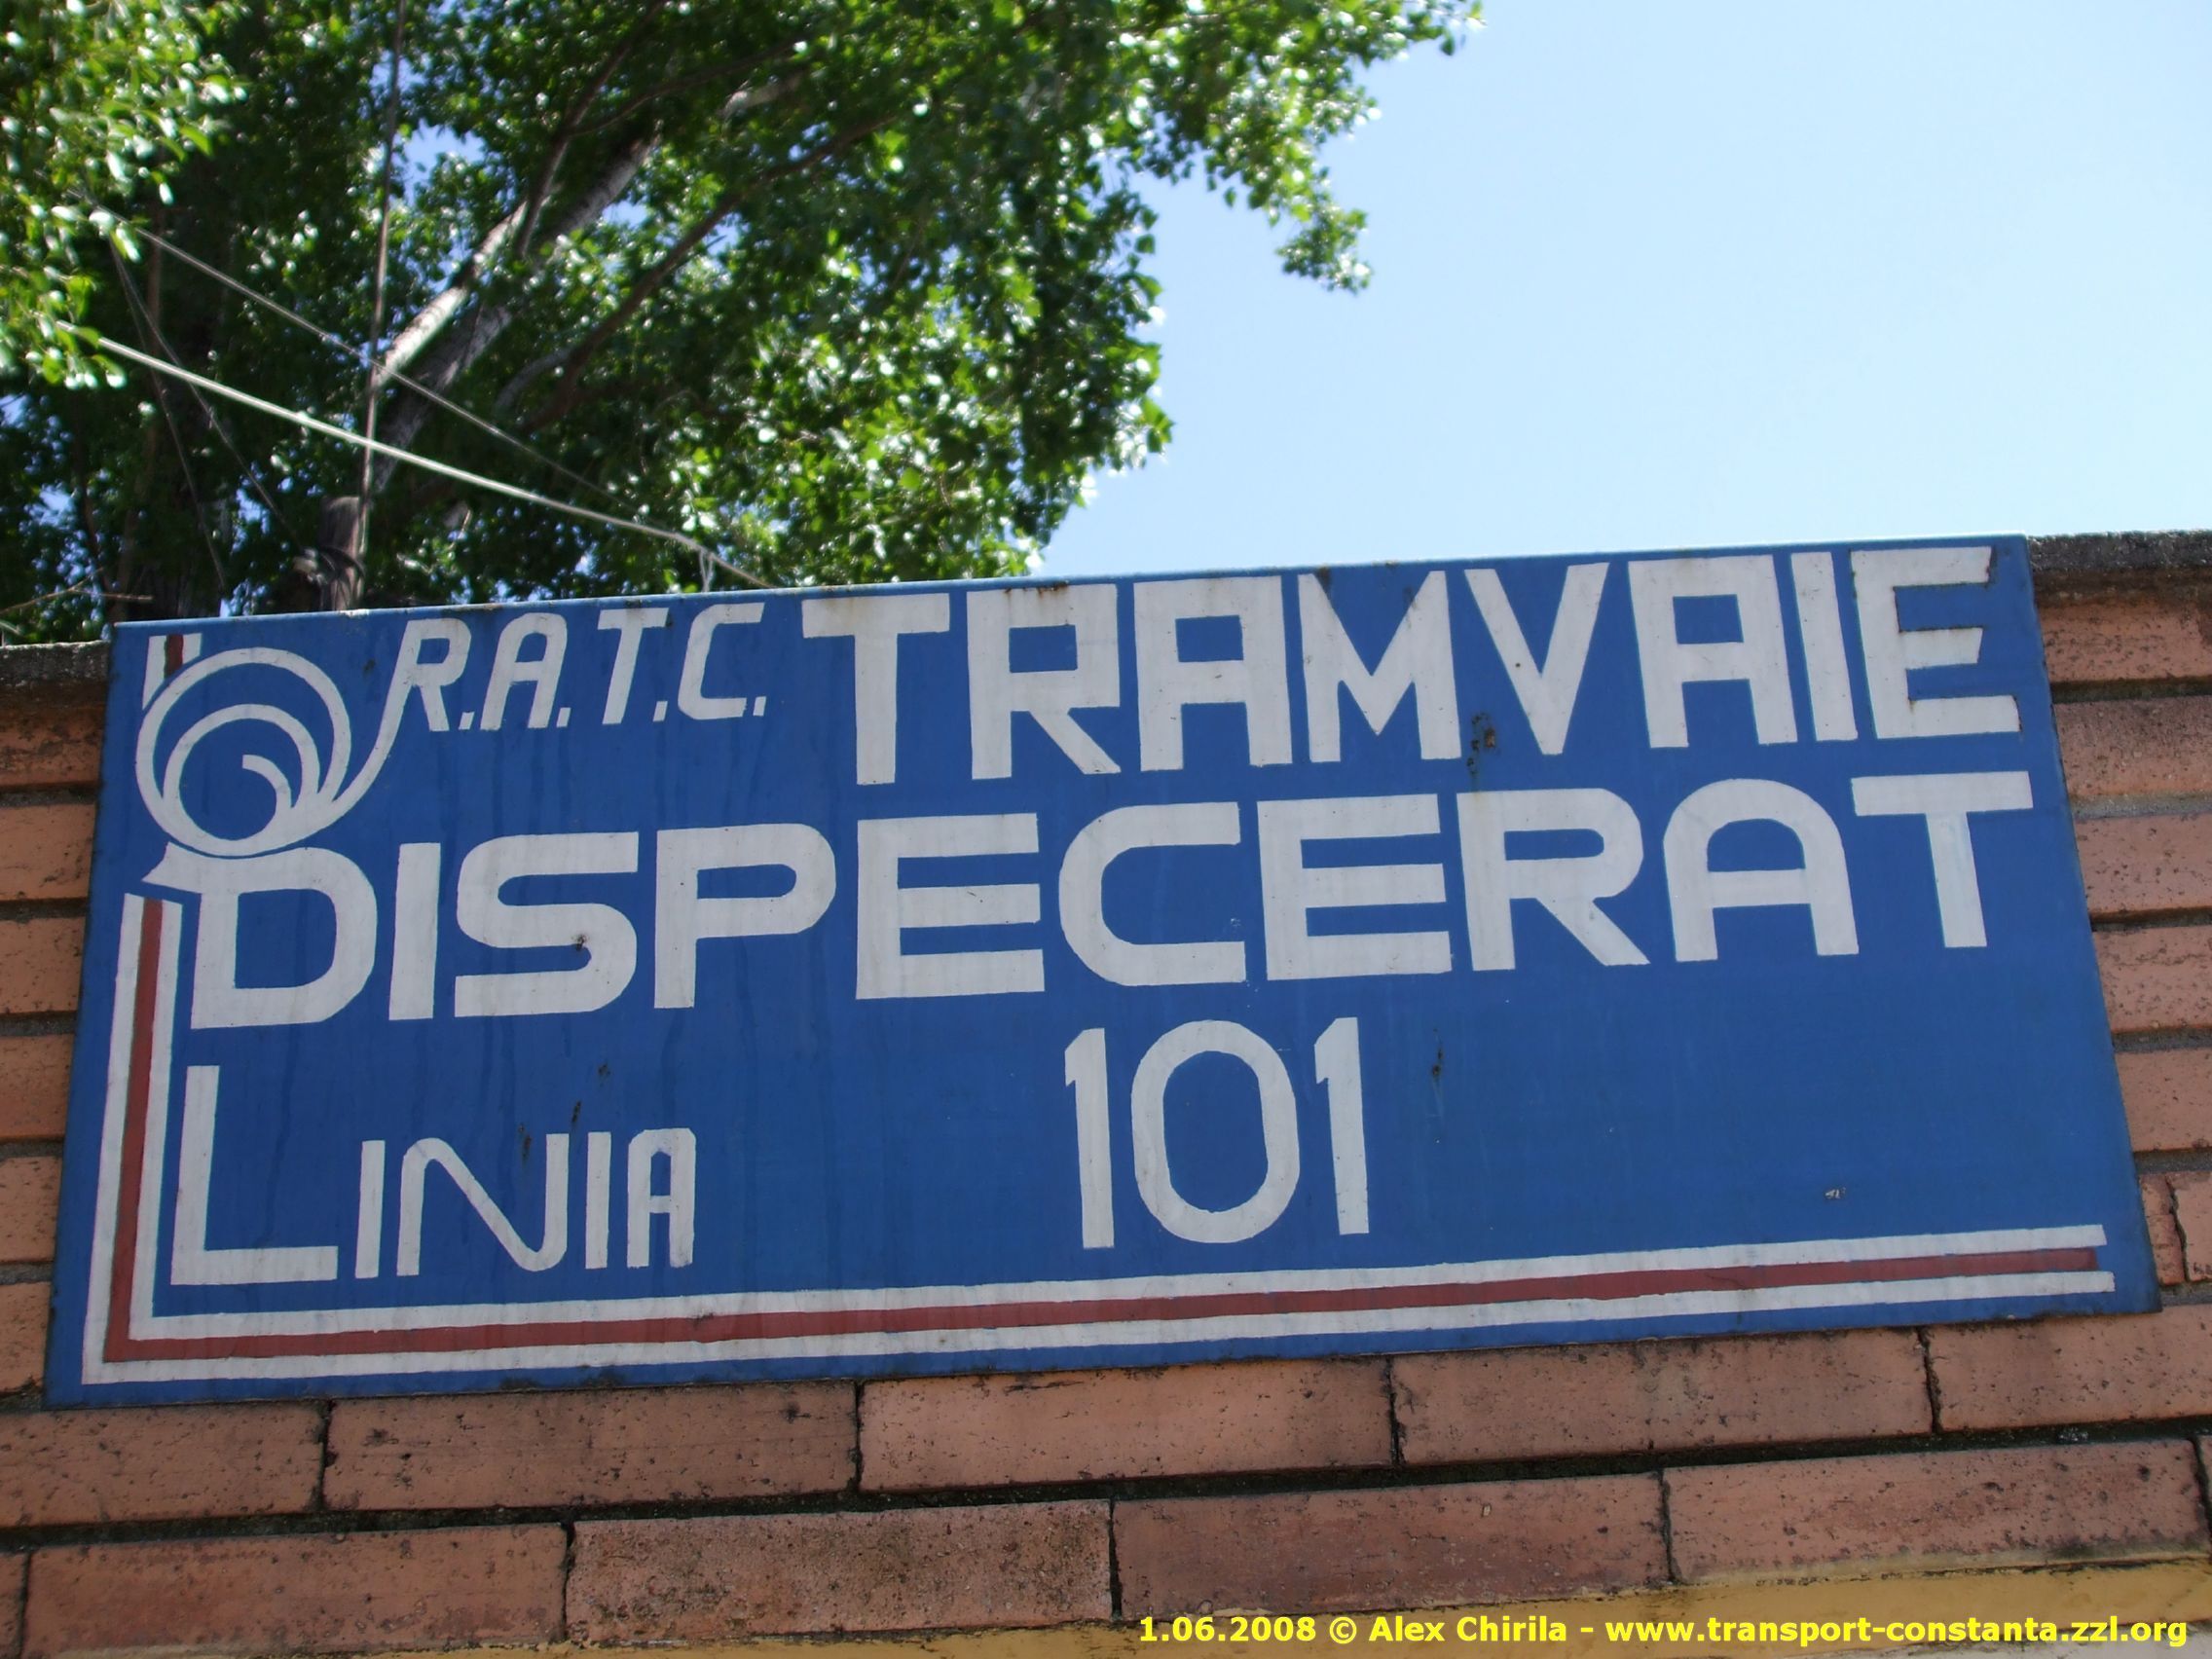 R.A.T.C. TRAMVAIE
DISPECERAT
LINIA 101
1.06.2008 © Alex Chirila - www.transport-constanta.zzl.org